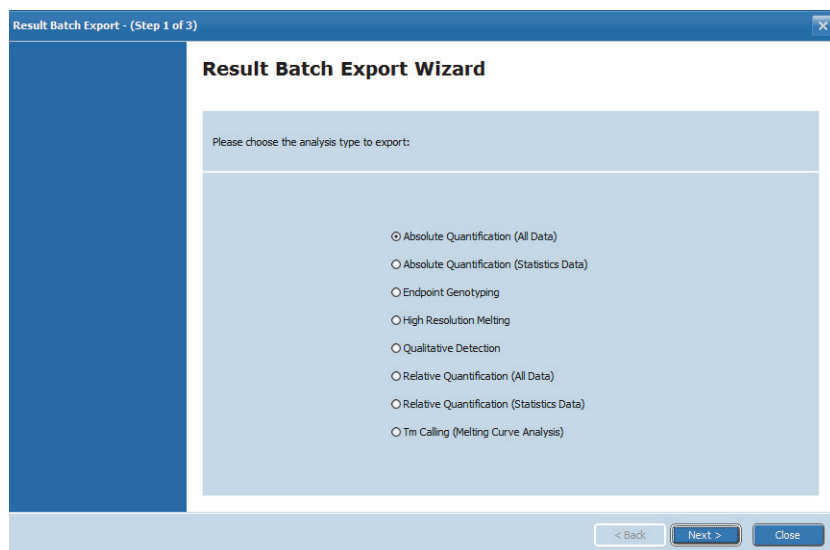 Result Batch Export - (Step 1 of 3)
Result Batch Export Wizard
Please choose the analysis type to export:
Absolute Quantification (All Data)
Absolute Quantification (Statistics Data)
Endpoint Genotyping
High Resolution Melting
Qualitative Detection
Relative Quantification (All Data)
Relative Quantification (Statistics Data)
Tm Calling (Melting Curve Analysis)
< Back Next > Close